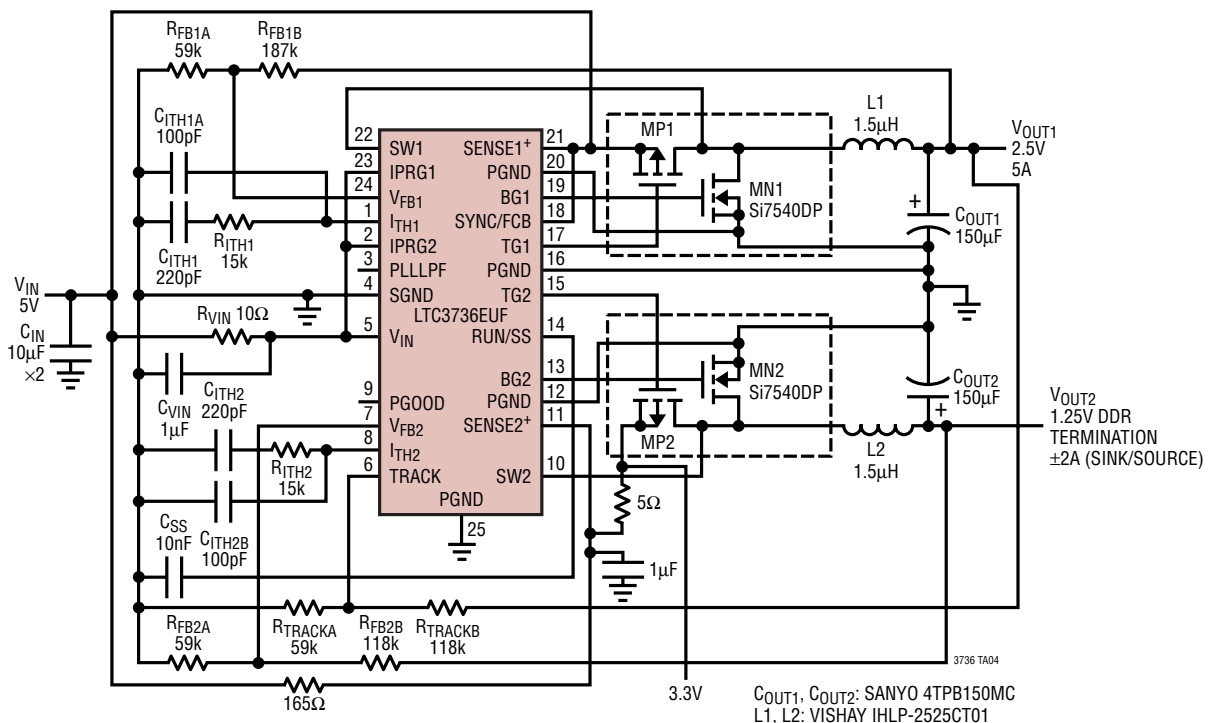 RFB1A
59k
RFB1B
187k
CITH1A
100pF
RITH1
15k
CITH1
220pF
VIN
5V
CIN
10µF
×2
RVIN 10Ω
CVIN
1µF
CITH2
220pF
RITH2
15k
CSS
10nF
CITH2B
100pF
RFB2A
59k
RTRACKA
59k
RFB2B
118k
RTRACKB
118k
165Ω
22 SW1
23 IPRG1
24 VFB1
1 ITH1
2 IPRG2
3 PLLLPF
4 SGND
LTC3736EUF
5 VIN
9 PGOOD
7 VFB2
8 ITH2
6 TRACK
PGND
25
SENSE1+ 21
PGND 20
BG1 19
SYNC/FCB 18
TG1 17
PGND 16
TG2 15
RUN/SS 14
BG2 13
PGND 12
SENSE2+ 11
SW2 10
MP1
MN1
Si7540DP
L1
1.5µH
VOUT1
2.5V
5A
+
COUT1
150µF
MN2
Si7540DP
MP2
COUT2
150µF
+
L2
1.5µH
VOUT2
1.25V DDR
TERMINATION
±2A (SINK/SOURCE)
5Ω
1µF
3.3V
3736 TA04
COUT1, COUT2: SANYO 4TPB150MC
L1, L2: VISHAY IHLP-2525CT01